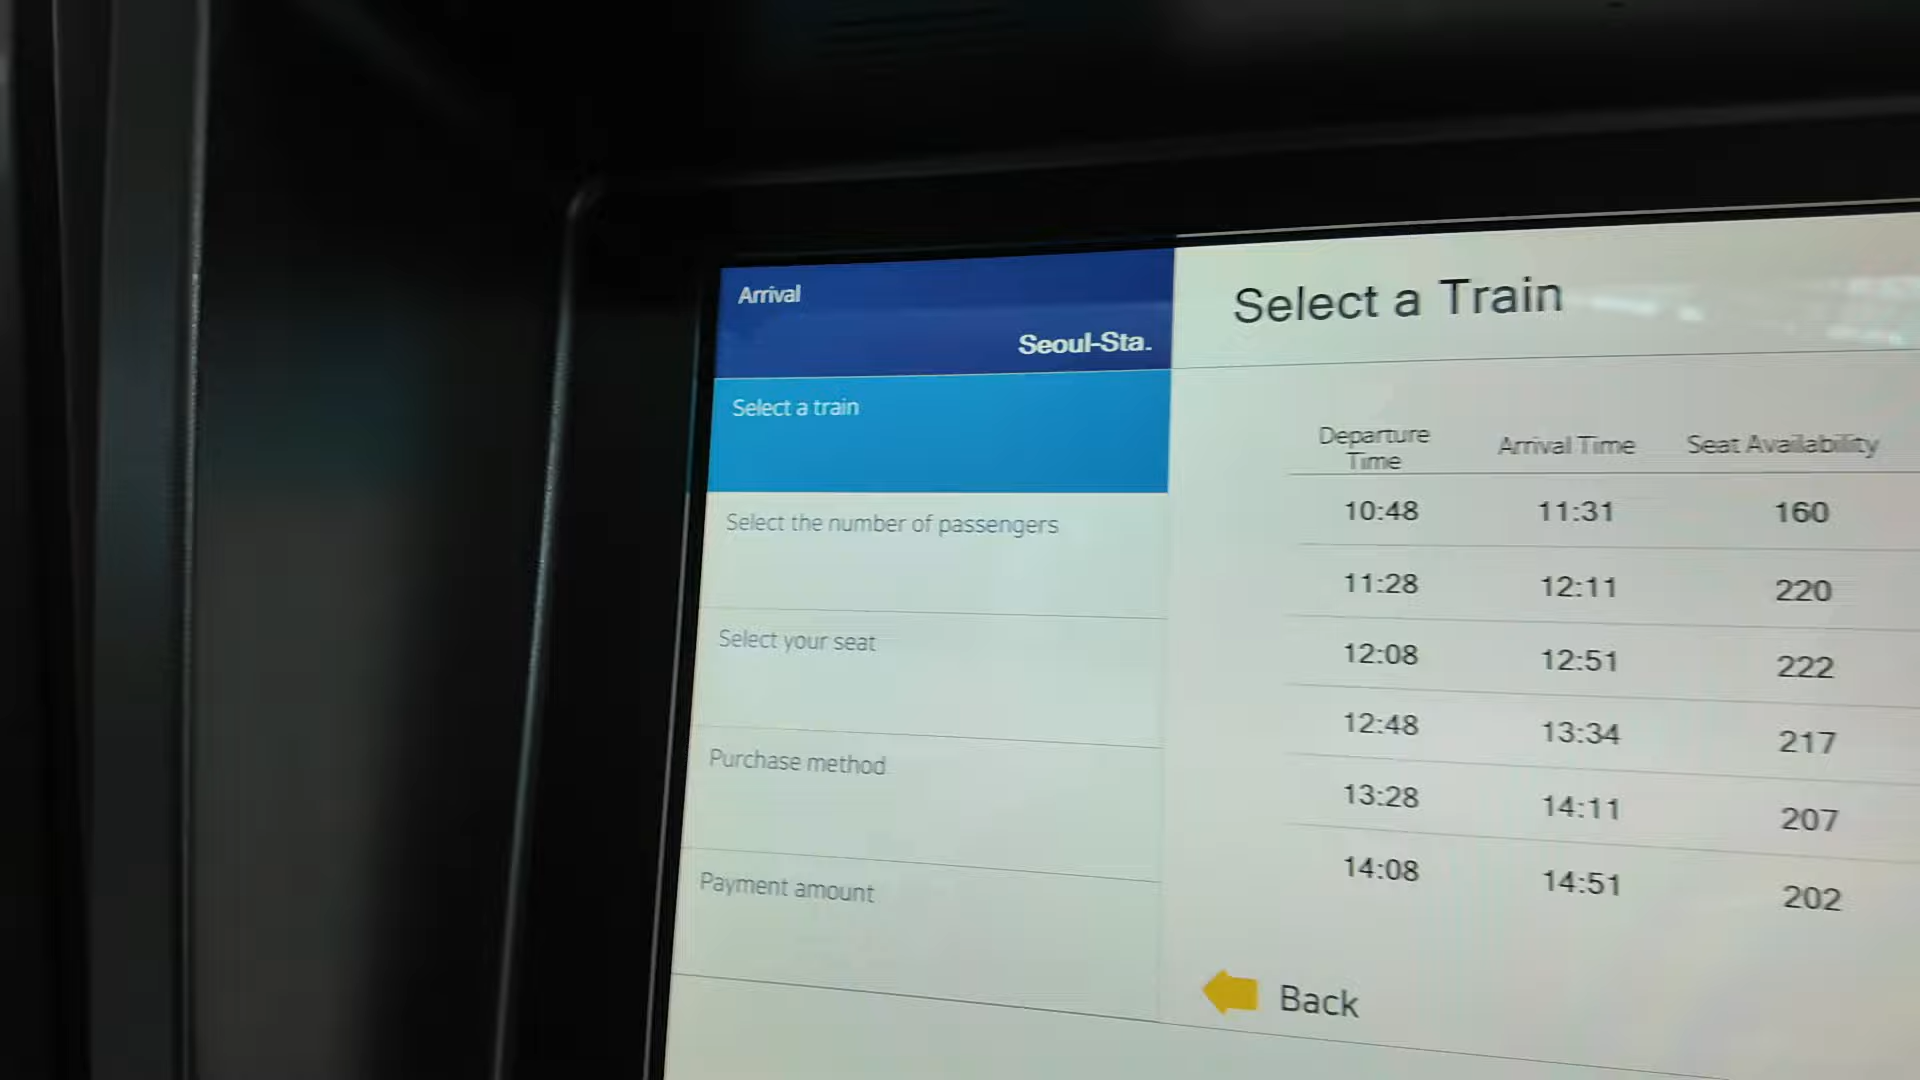 Arrival
Seoul-Sta.
Select a train
Select the number of passengers
Select your seat
Purchase method
Payment amount
Select a Train
Departure Time
Arrival Time
Seat Availability
10:48 11:31 160
11:28 12:11 220
12:08 12:51 222
12:48 13:34 217
13:28 14:11 207
14:08 14:51 202
Back